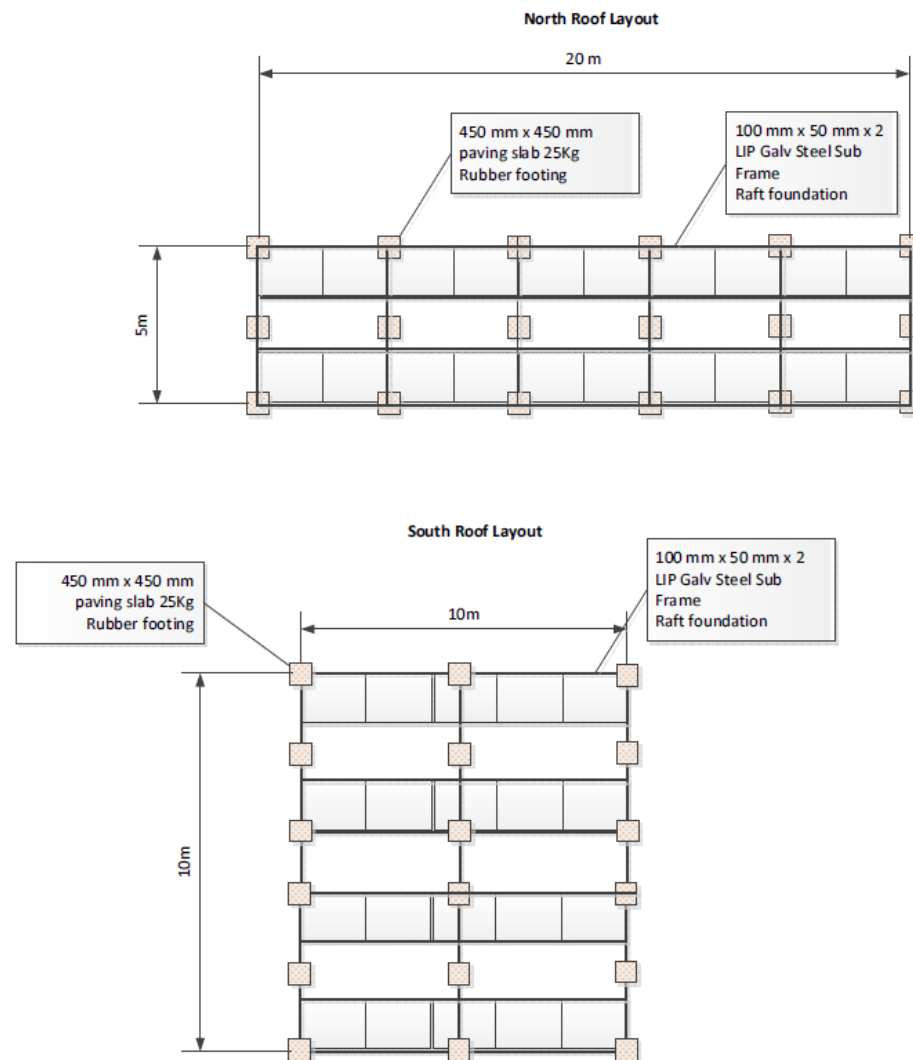 North Roof Layout
20 m
450 mm x 450 mm
paving slab 25Kg
Rubber footing
100 mm x 50 mm x 2
LIP Galv Steel Sub
Frame
Raft foundation
5m
South Roof Layout
450 mm x 450 mm
paving slab 25Kg
Rubber footing
100 mm x 50 mm x 2
LIP Galv Steel Sub
Frame
Raft foundation
10m
10m